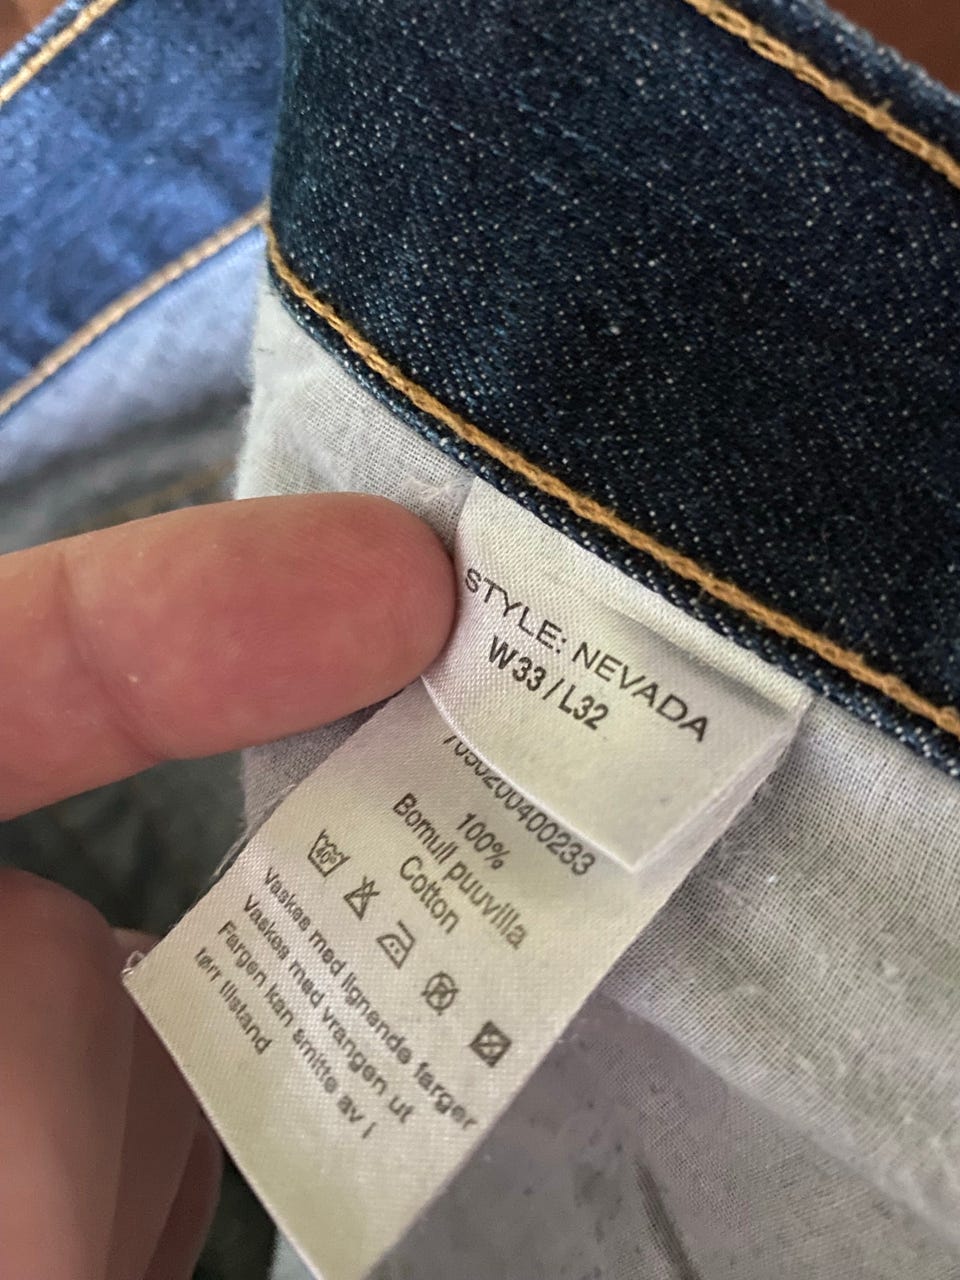 STYLE: NEVADA
W33 / L32
100%
Bomull puuvilla
Cotton
40°
Vaskes med lignende farger
Vaskes med vrangen ut
Fargen kan smitte av i
tørr tilstand